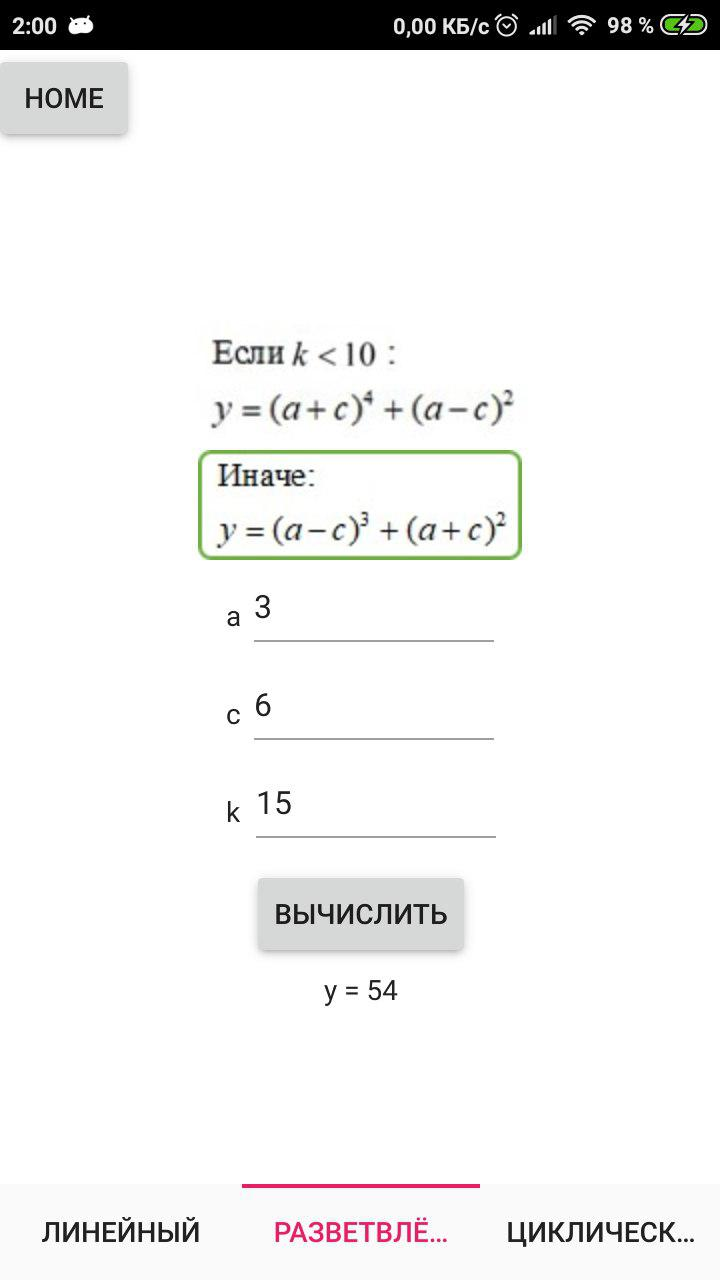 2:00 0,00 КБ/с 98 %
HOME
Если k < 10 :
y = (a + c)⁴ + (a − c)²
Иначе:
y = (a − c)³ + (a + c)²
a 3
c 6
k 15
ВЫЧИСЛИТЬ
y = 54
ЛИНЕЙНЫЙ РАЗВЕТВЛЁ... ЦИКЛИЧЕСК...